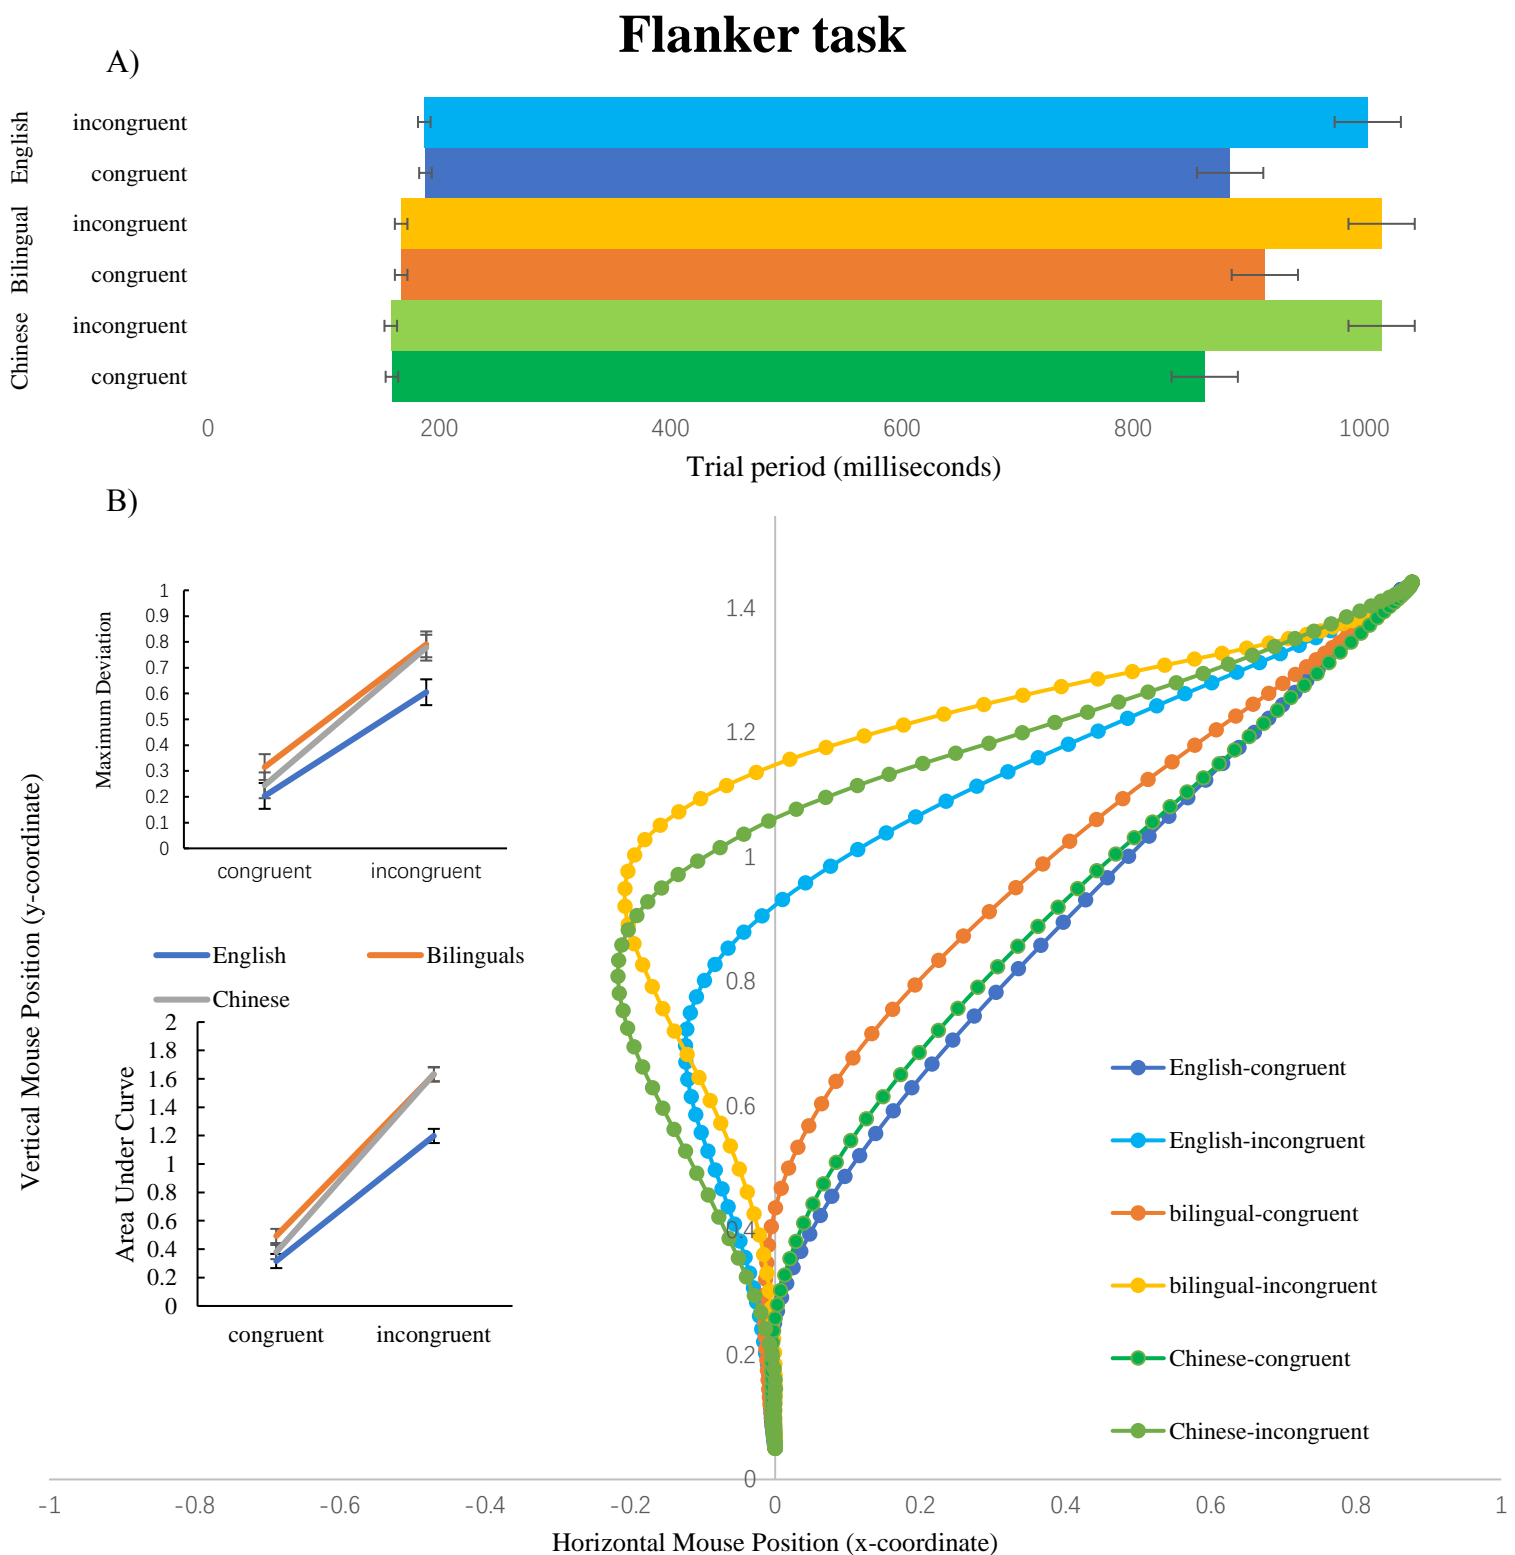 Flanker task
A)
English
incongruent
congruent
Bilingual
incongruent
congruent
Chinese
incongruent
congruent
0 200 400 600 800 1000
Trial period (milliseconds)
B)
Vertical Mouse Position (y-coordinate)
Maximum Deviation
1
0.9
0.8
0.7
0.6
0.5
0.4
0.3
0.2
0.1
0
congruent incongruent
English Bilinguals
Chinese
Area Under Curve
2
1.8
1.6
1.4
1.2
1
0.8
0.6
0.4
0.2
0
congruent incongruent
1.4
1.2
1
0.8
0.6
0.4
0.2
0
English-congruent
English-incongruent
bilingual-congruent
bilingual-incongruent
Chinese-congruent
Chinese-incongruent
-1 -0.8 -0.6 -0.4 -0.2 0 0.2 0.4 0.6 0.8 1
Horizontal Mouse Position (x-coordinate)